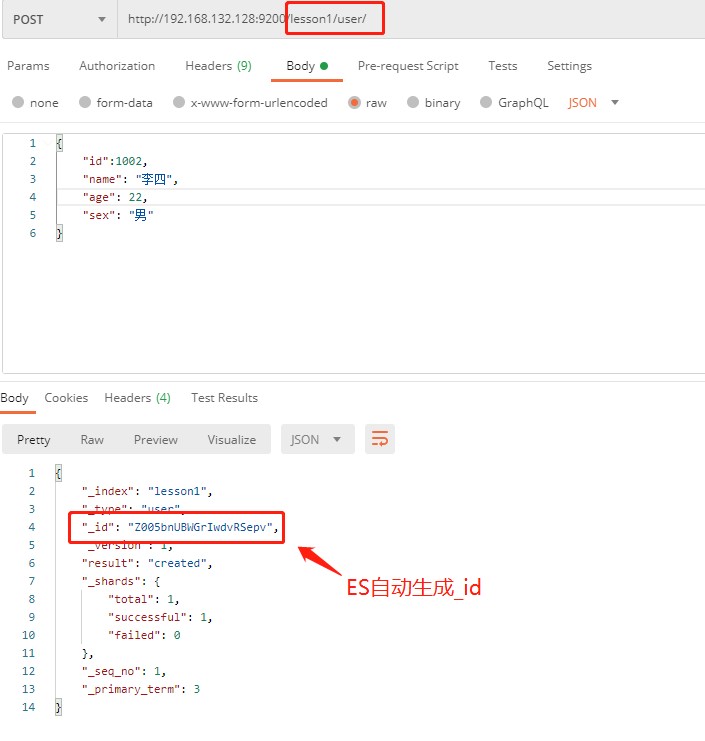 POST http://192.168.132.128:9200/lesson1/user/
Params Authorization Headers (9) Body Pre-request Script Tests Settings
none form-data x-www-form-urlencoded raw binary GraphQL JSON
1 {
2 "id":1002,
3 "name": "李四",
4 "age": 22,
5 "sex": "男"
6 }
Body Cookies Headers (4) Test Results
Pretty Raw Preview Visualize JSON
1 {
2 "_index": "lesson1",
3 "_type": "user",
4 "_id": "Z005bnUBWGrIwdvRSepv",
5 "_version": 1,
6 "result": "created",
7 "_shards": {
8 "total": 1,
9 "successful": 1,
10 "failed": 0
11 },
12 "_seq_no": 1,
13 "_primary_term": 3
14 }
ES自动生成_id